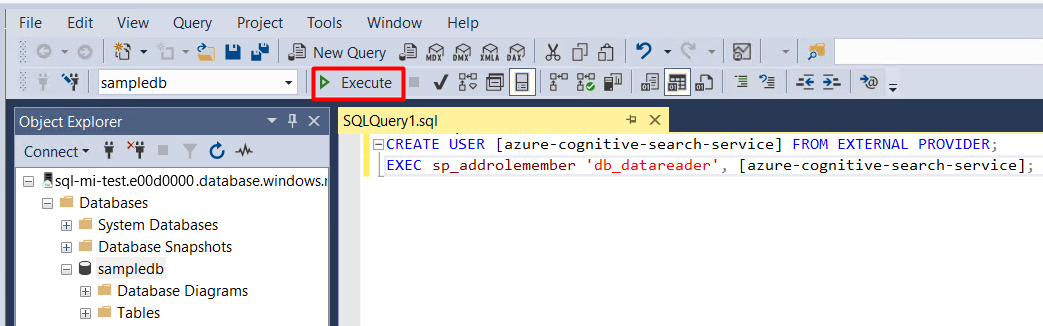 File Edit View Query Project Tools Window Help
New Query MDX DMX XMLA DAX
sampledb Execute
Object Explorer
SQLQuery1.sql
CREATE USER [azure-cognitive-search-service] FROM EXTERNAL PROVIDER;
EXEC sp_addrolemember 'db_datareader', [azure-cognitive-search-service];
Connect
sql-mi-test.e00d0000.database.windows.
Databases
System Databases
Database Snapshots
sampledb
Database Diagrams
Tables